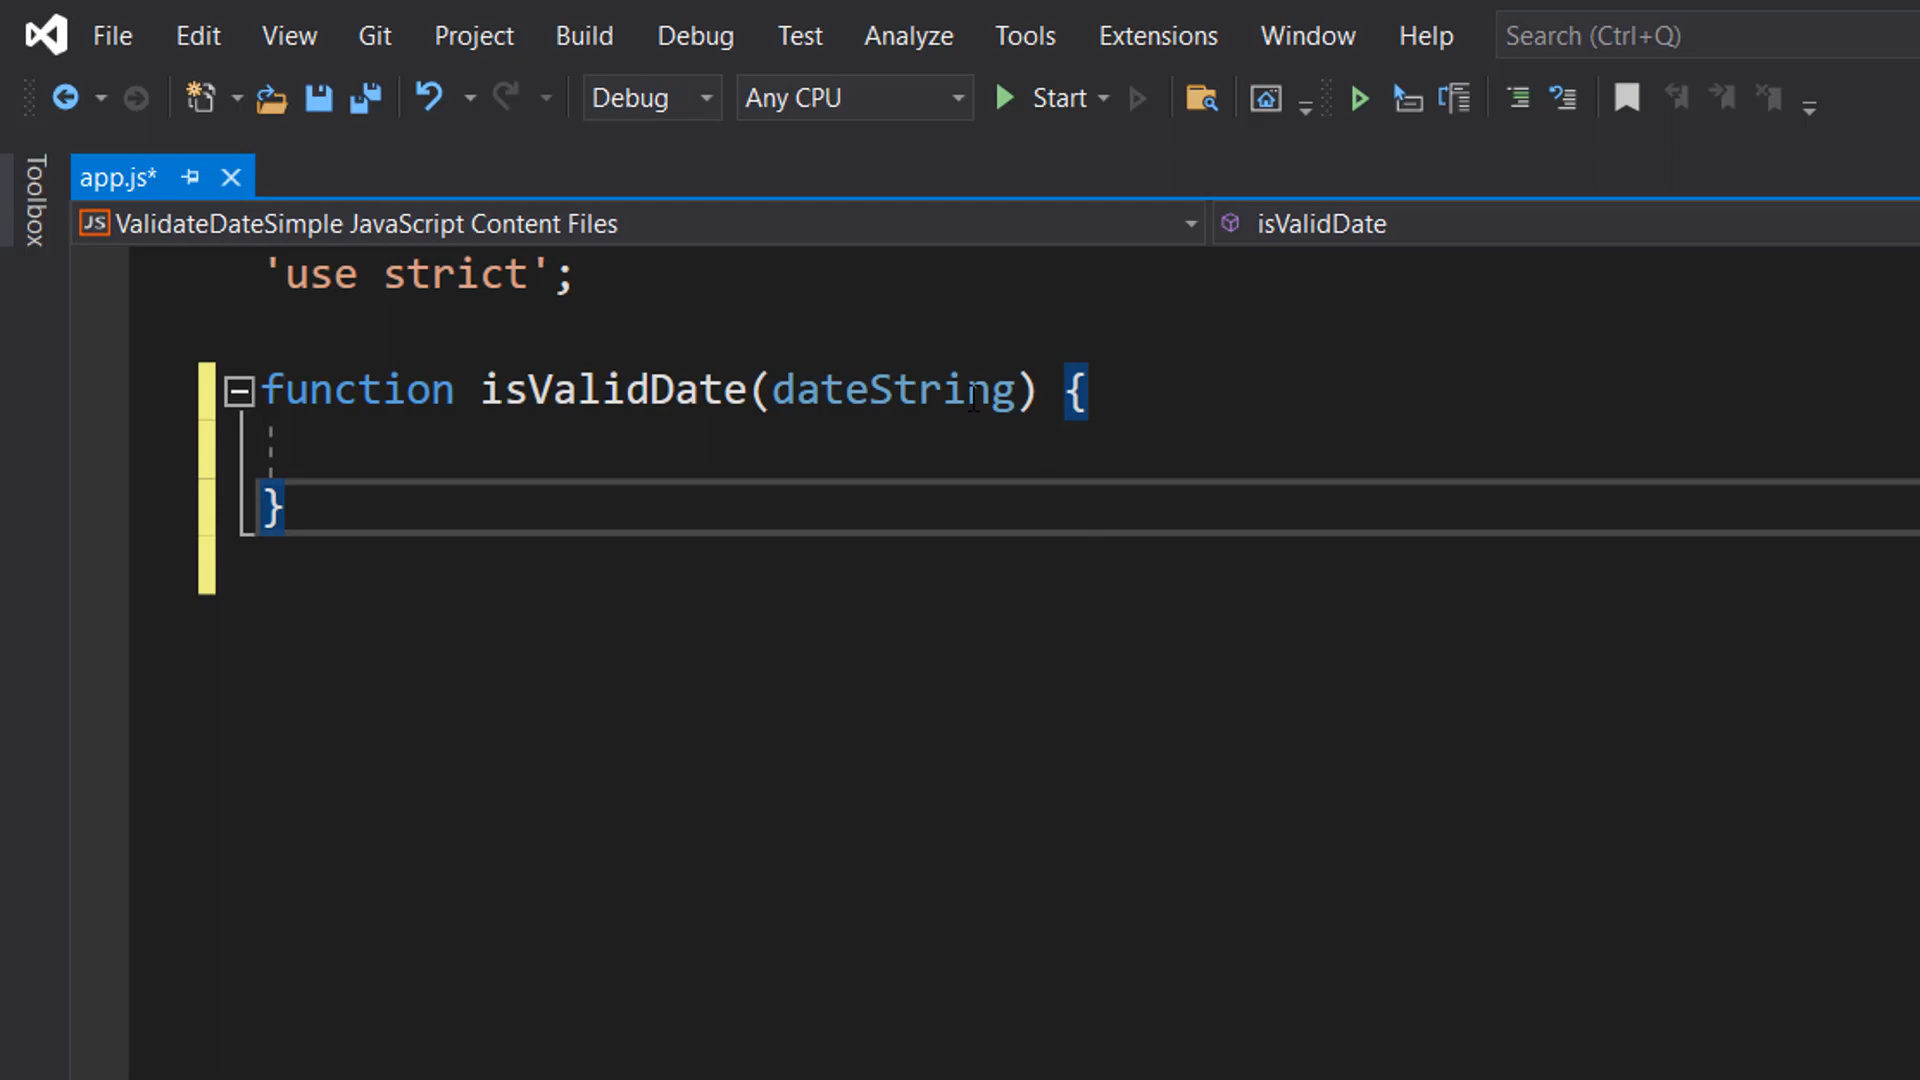 File Edit View Git Project Build Debug Test Analyze Tools Extensions Window Help Search (Ctrl+Q)
Debug Any CPU Start
Toolbox
app.js*
JS ValidateDateSimple JavaScript Content Files isValidDate
'use strict';
function isValidDate(dateString) {
}